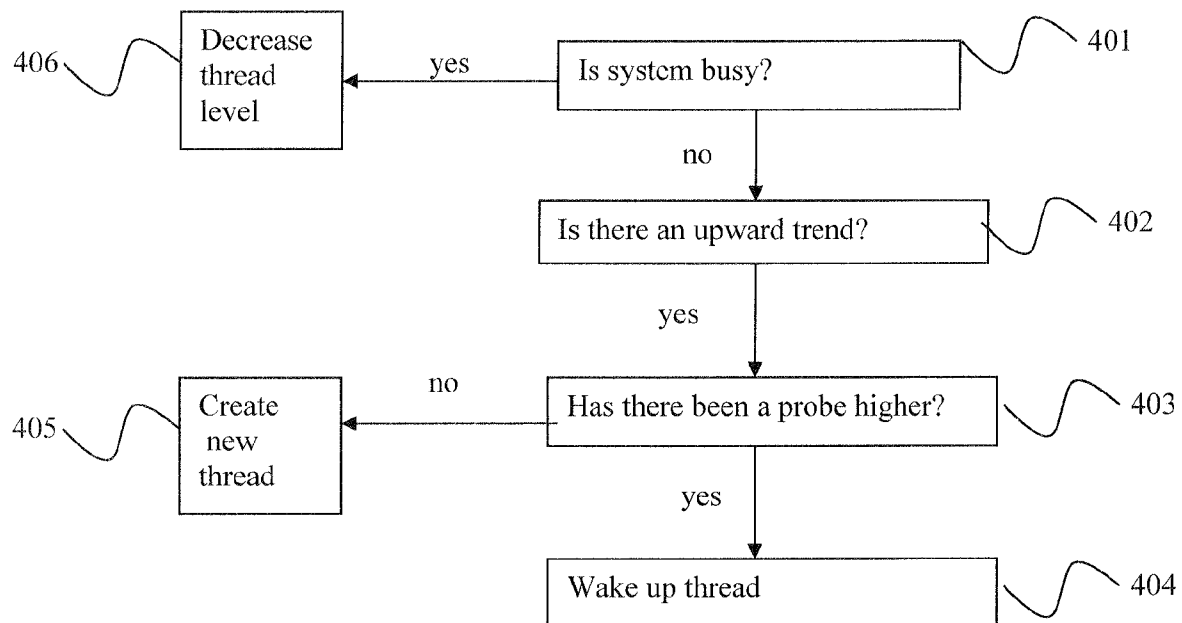 Decrease
thread
level
406
yes
Is system busy?
401
no
Is there an upward trend?
402
yes
Create
new
thread
405
no
Has there been a probe higher?
403
yes
Wake up thread
404